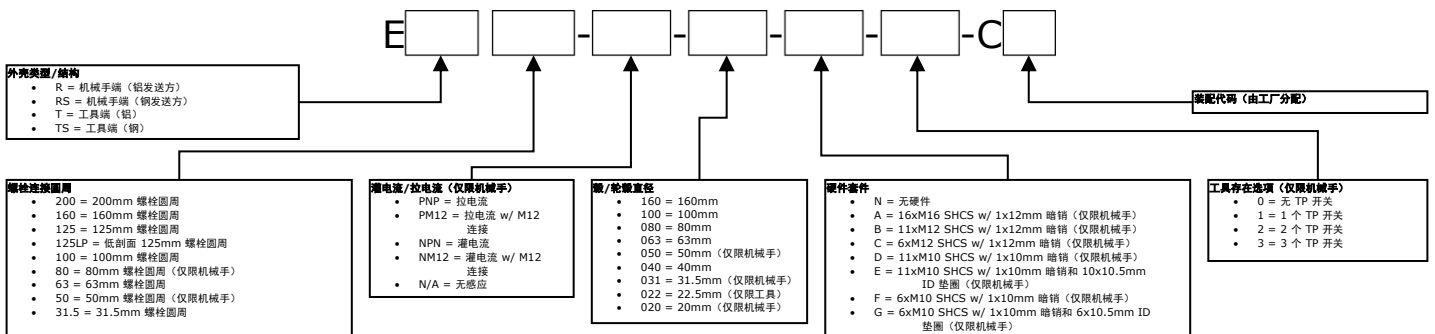 E - - - - -C
外壳类型/结构
• R = 机械手端（铝发送方）
• RS = 机械手端（钢发送方）
• T = 工具端（铝）
• TS = 工具端（钢）
装配代码（由工厂分配）
螺栓连接圆周
• 200 = 200mm 螺栓圆周
• 160 = 160mm 螺栓圆周
• 125 = 125mm 螺栓圆周
• 125LP = 低剖面 125mm 螺栓圆周
• 100 = 100mm 螺栓圆周
• 80 = 80mm 螺栓圆周（仅限机械手）
• 63 = 63mm 螺栓圆周
• 50 = 50mm 螺栓圆周（仅限机械手）
• 31.5 = 31.5mm 螺栓圆周
灌电流/拉电流（仅限机械手）
• PNP = 拉电流
• PM12 = 拉电流 w/ M12
连接
• NPN = 灌电流
• NM12 = 灌电流 w/ M12
连接
• N/A = 无感应
毂/轮毂直径
• 160 = 160mm
• 100 = 100mm
• 080 = 80mm
• 063 = 63mm
• 050 = 50mm（仅限机械手）
• 040 = 40mm
• 031 = 31.5mm（仅限机械手）
• 022 = 22.5mm（仅限工具）
• 020 = 20mm（仅限机械手）
硬件套件
• N = 无硬件
• A = 16xM16 SHCS w/ 1x12mm 暗销（仅限机械手）
• B = 11xM12 SHCS w/ 1x12mm 暗销（仅限机械手）
• C = 6xM12 SHCS w/ 1x12mm 暗销（仅限机械手）
• D = 11xM10 SHCS w/ 1x10mm 暗销（仅限机械手）
• E = 11xM10 SHCS w/ 1x10mm 暗销和 10x10.5mm
ID 垫圈（仅限机械手）
• F = 6xM10 SHCS w/ 1x10mm 暗销（仅限机械手）
• G = 6xM10 SHCS w/ 1x10mm 暗销和 6x10.5mm ID
垫圈（仅限机械手）
工具存在选项（仅限机械手）
• 0 = 无 TP 开关
• 1 = 1 个 TP 开关
• 2 = 2 个 TP 开关
• 3 = 3 个 TP 开关